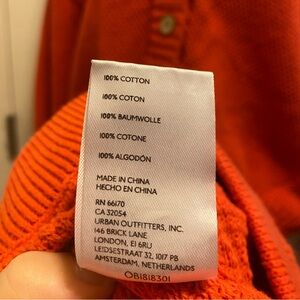 100% COTTON
100% COTON
100% BAUMWOLLE
100% COTONE
100% ALGODÓN
MADE IN CHINA
HECHO EN CHINA
RN 66170
CA 32054
URBAN OUTFITTERS, INC.
146 BRICK LANE
LONDON, E1 6RU
LEIDSESTRAAT 32, 1017 PB
AMSTERDAM, NETHERLANDS
OB1818301